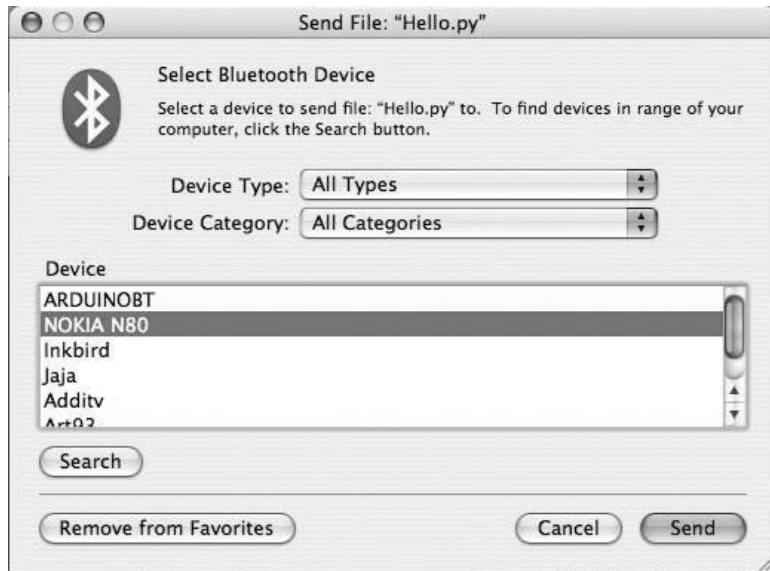 Send File: “Hello.py”
Select Bluetooth Device
Select a device to send file: “Hello.py” to. To find devices in range of your
computer, click the Search button.
Device Type: All Types
Device Category: All Categories
Device
ARDUINOBT
NOKIA N80
Inkbird
Jaja
Additv
Art93
Search
Remove from Favorites
Cancel Send